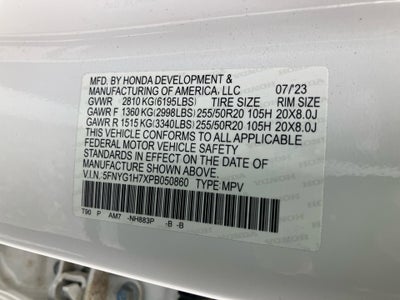 MFD. BY HONDA DEVELOPMENT &
MANUFACTURING OF AMERICA, LLC 07/'23
GVWR 2810 KG(6195LBS) TIRE SIZE RIM SIZE
GAWR F 1360 KG(2998LBS) 255/50R20 105H 20X8.0J
GAWR R 1515 KG(3340LBS) 255/50R20 105H 20X8.0J
THIS VEHICLE CONFORMS TO ALL APPLICABLE
FEDERAL MOTOR VEHICLE SAFETY
STANDARDS IN EFFECT ON THE DATE OF
MANUFACTURE SHOWN ABOVE.
V.I.N. 5FNYG1H7XPB050860 TYPE: MPV
T90 P AM7 -NH883P -B -B